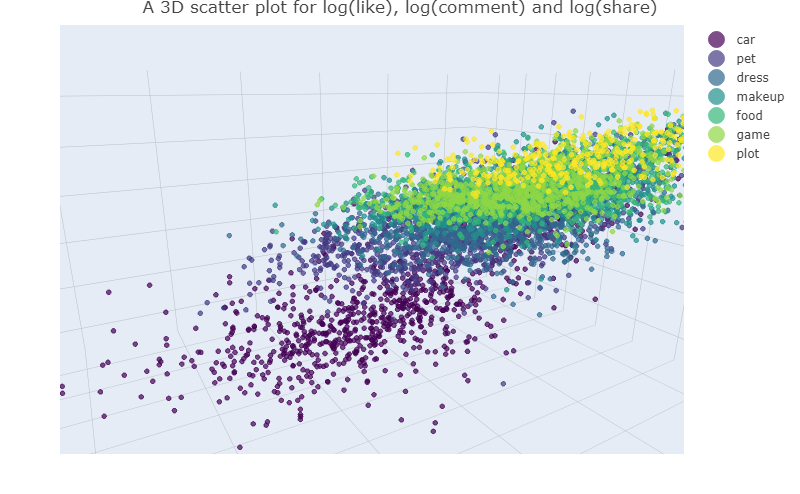 A 3D scatter plot for log(like), log(comment) and log(share)
car
pet
dress
makeup
food
game
plot